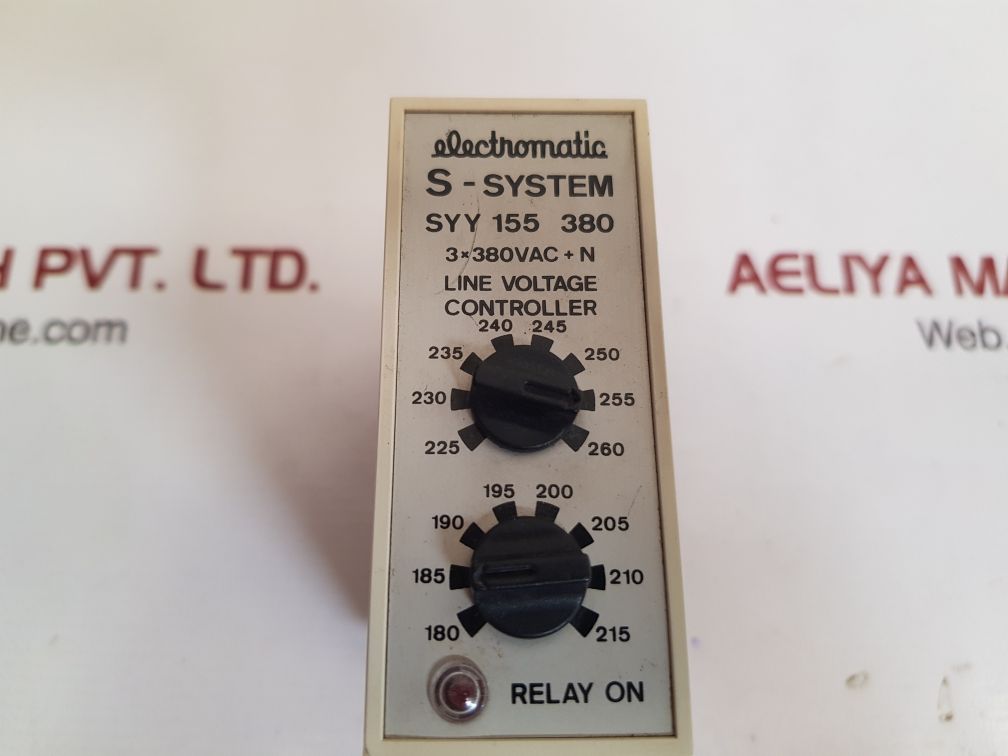 electromatic
S - SYSTEM
SYY 155 380
3×380VAC + N
LINE VOLTAGE
CONTROLLER
240 245
235 250
230 255
225 260
195 200
190 205
185 210
180 215
RELAY ON
H PVT. LTD.
ne.com
AELIYA MA
Web.